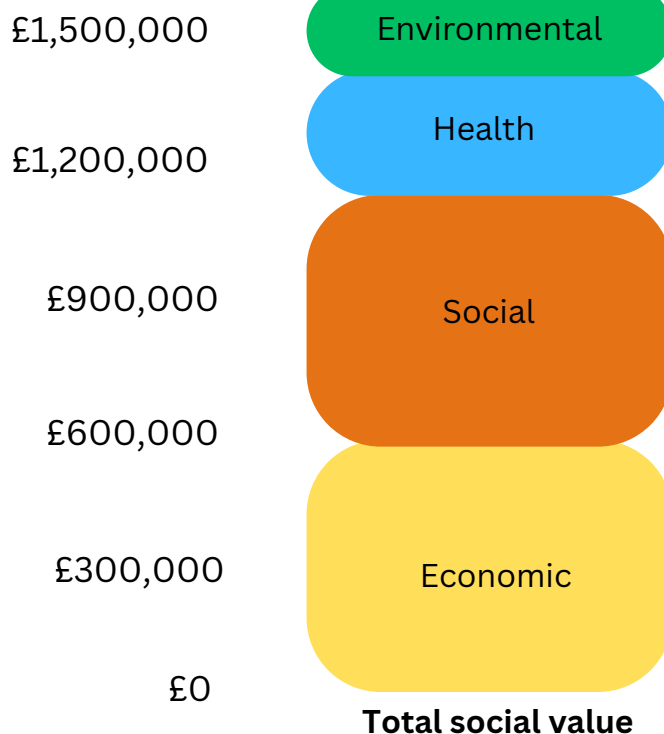 £1,500,000
Environmental
Health
£1,200,000
£900,000
Social
£600,000
£300,000
Economic
£0
Total social value